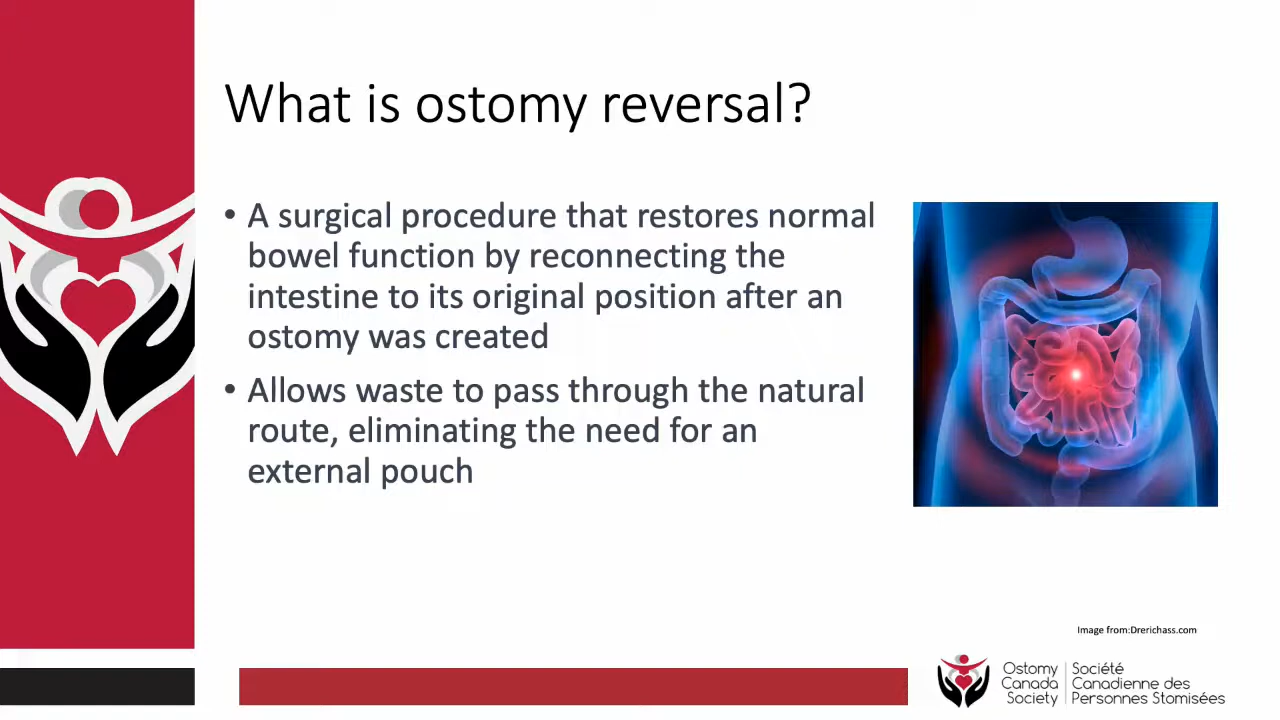 What is ostomy reversal?
• A surgical procedure that restores normal
bowel function by reconnecting the
intestine to its original position after an
ostomy was created
• Allows waste to pass through the natural
route, eliminating the need for an
external pouch
Image from:Drerichass.com
Ostomy
Canada
Society
Société
Canadienne des
Personnes Stomisées